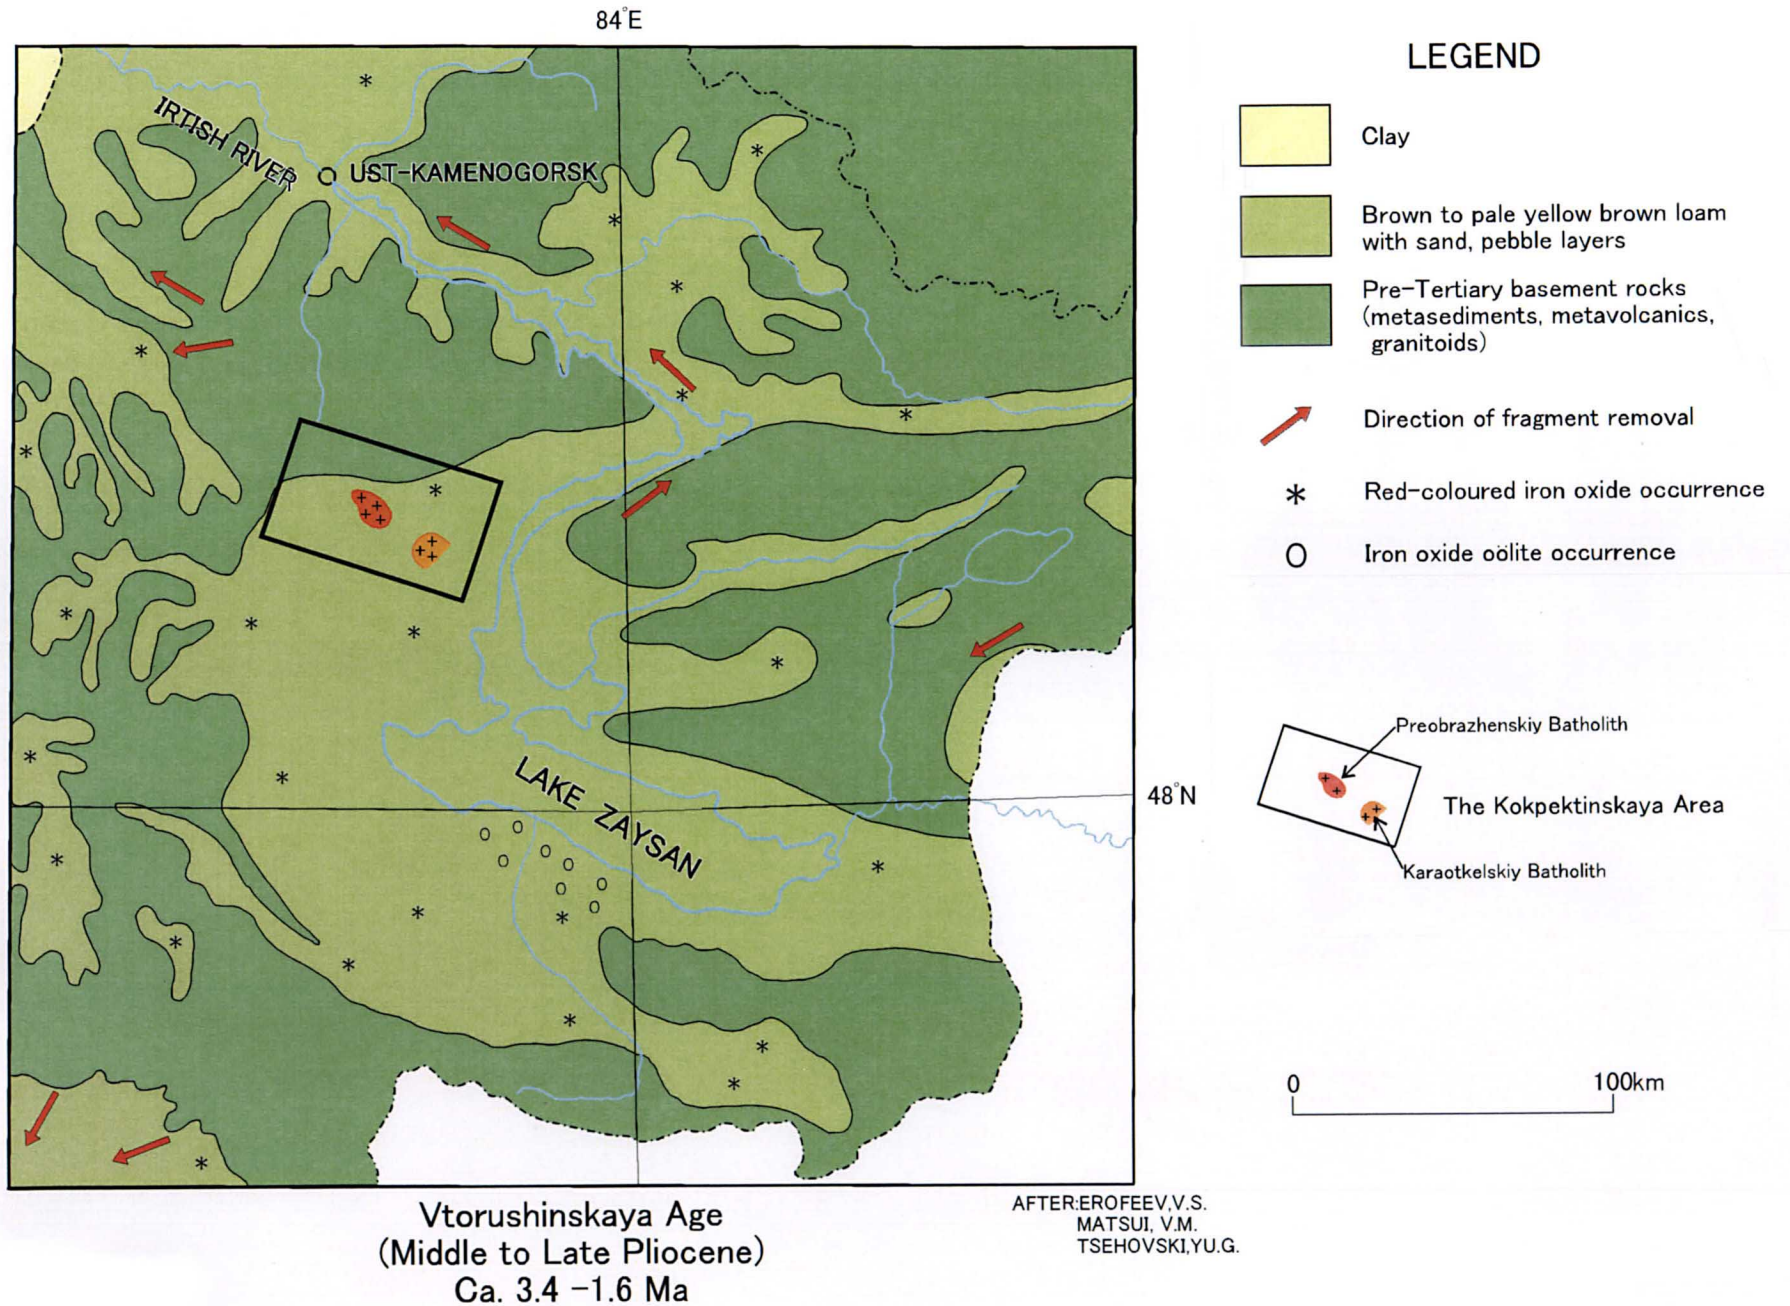 84°E
IRTISH RIVER
UST-KAMENOGORSK
LAKE ZAYSAN
48°N
Vtorushinskaya Age
(Middle to Late Pliocene)
Ca. 3.4 -1.6 Ma
AFTER:EROFEEV,V.S.
MATSUI, V.M.
TSEHOVSKI,YU.G.
LEGEND
Clay
Brown to pale yellow brown loam
with sand, pebble layers
Pre-Tertiary basement rocks
(metasediments, metavolcanics,
granitoids)
Direction of fragment removal
Red-coloured iron oxide occurrence
Iron oxide oölite occurrence
Preobrazhenskiy Batholith
The Kokpektinskaya Area
Karaotkelskiy Batholith
0 100km